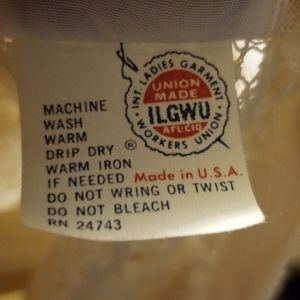 INT. LADIES GARMENT
UNION
MADE
ILGWU
AFL-CIO
WORKERS UNION
®
MACHINE
WASH
WARM
DRIP DRY
WARM IRON
IF NEEDED Made in U.S.A.
DO NOT WRING OR TWIST
DO NOT BLEACH
RN 24743